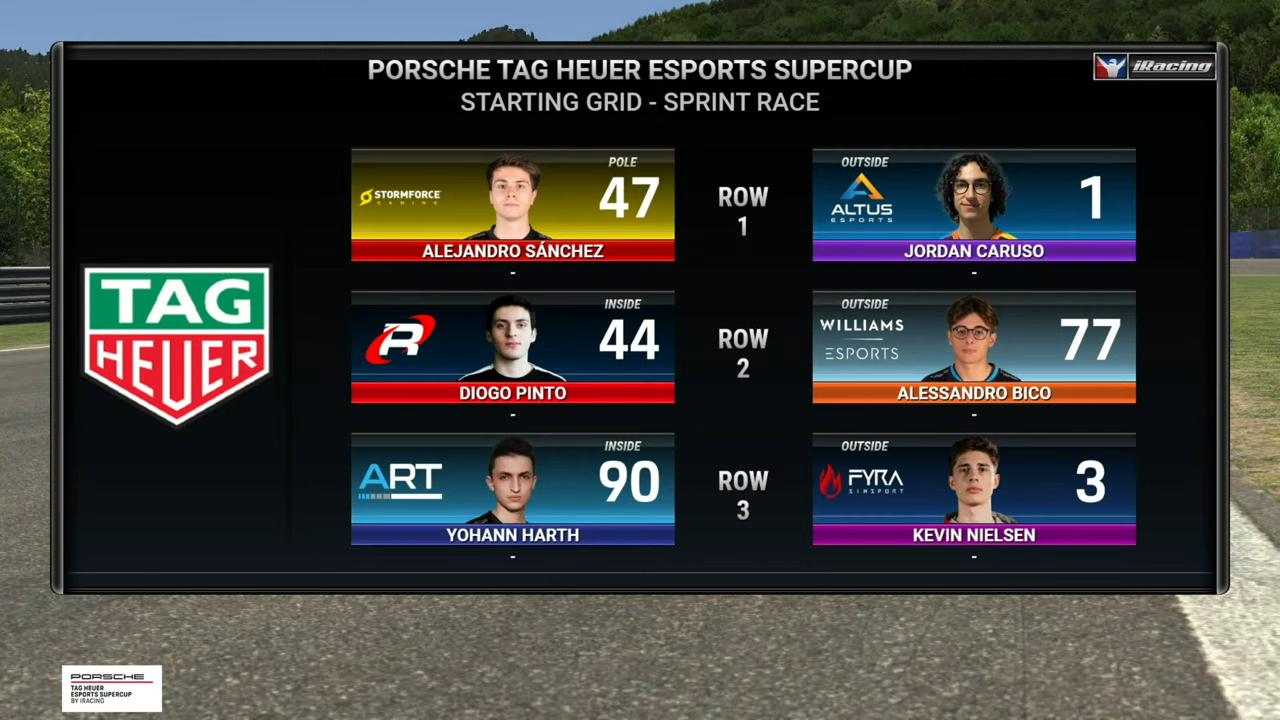 PORSCHE TAG HEUER ESPORTS SUPERCUP
iRacing
STARTING GRID - SPRINT RACE
POLE
STORMFORCE
GAMING
47
ALEJANDRO SÁNCHEZ
-
ROW
1
OUTSIDE
ALTUS
ESPORTS
1
JORDAN CARUSO
-
TAG
HEUER
INSIDE
R
44
DIOGO PINTO
-
ROW
2
OUTSIDE
WILLIAMS
ESPORTS
77
ALESSANDRO BICO
-
INSIDE
ART
90
YOHANN HARTH
-
ROW
3
OUTSIDE
FYRA
SIMSPORT
3
KEVIN NIELSEN
-
PORSCHE
TAG HEUER
ESPORTS SUPERCUP
BY IRACING